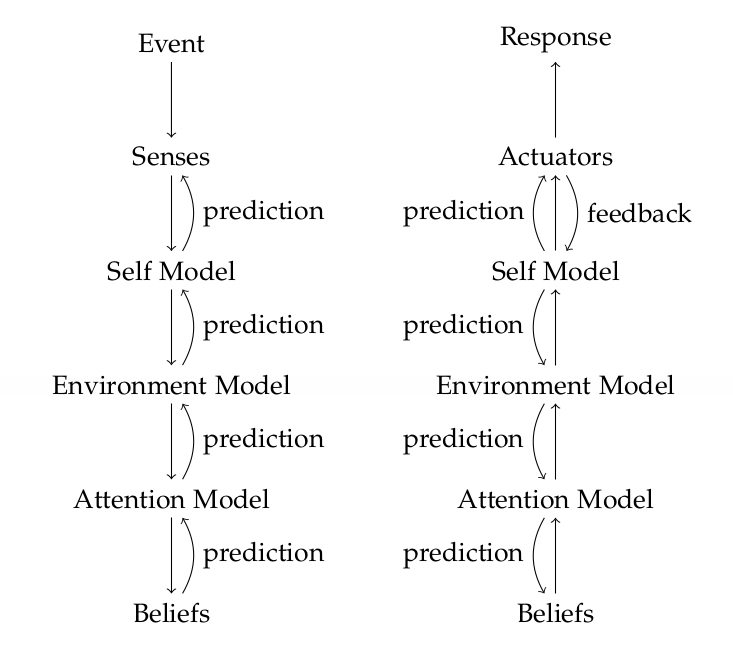 Event
Senses
prediction
Self Model
prediction
Environment Model
prediction
Attention Model
prediction
Beliefs
Response
Actuators
prediction
feedback
Self Model
prediction
Environment Model
prediction
Attention Model
prediction
Beliefs